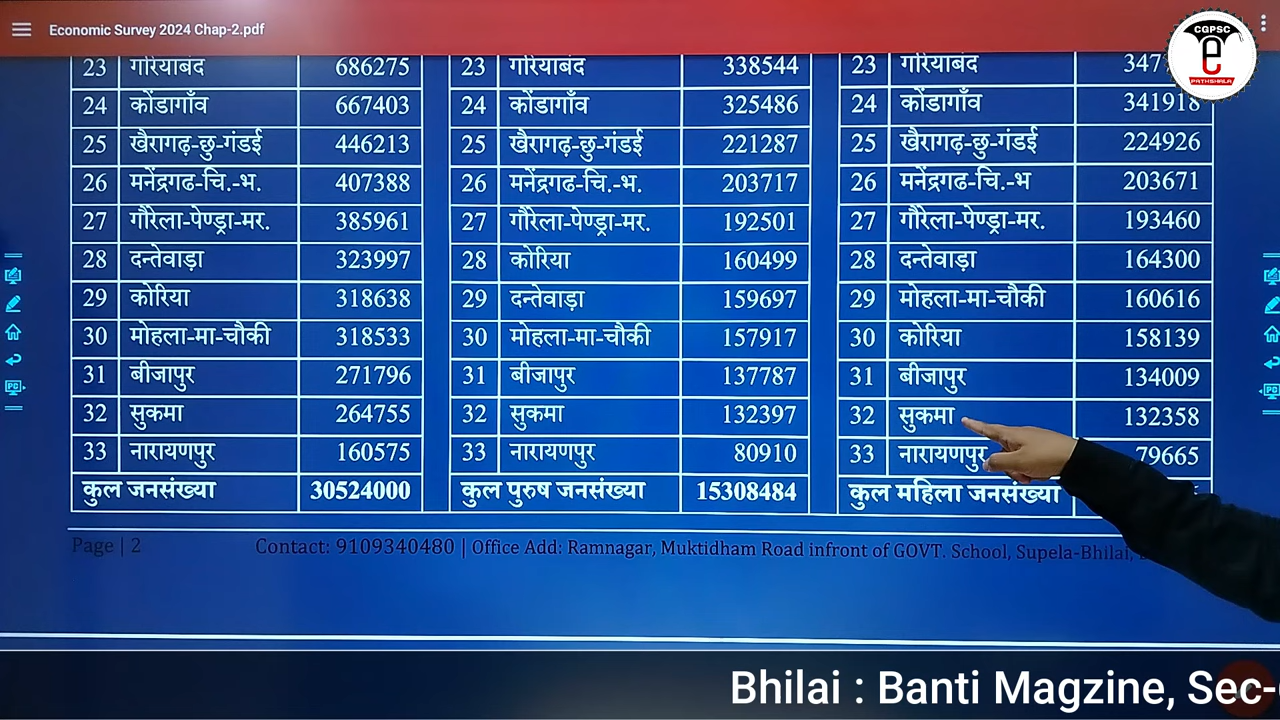 Economic Survey 2024 Chap-2.pdf
CGPSC
e
PATHSHALA
23 गरियाबंद 686275 23 गरियाबंद 338544 23 गरियाबंद
24 कोंडागाँव 667403 24 कोंडागाँव 325486 24 कोंडागाँव 341918
25 खैरागढ़-छु-गंडई 446213 25 खैरागढ़-छु-गंडई 221287 25 खैरागढ़-छु-गंडई 224926
26 मनेंद्रगढ-चि.-भ. 407388 26 मनेंद्रगढ-चि.-भ. 203717 26 मनेंद्रगढ-चि.-भ 203671
27 गौरेला-पेण्ड्रा-मर. 385961 27 गौरेला-पेण्ड्रा-मर. 192501 27 गौरेला-पेण्ड्रा-मर. 193460
28 दन्तेवाड़ा 323997 28 कोरिया 160499 28 दन्तेवाड़ा 164300
29 कोरिया 318638 29 दन्तेवाड़ा 159697 29 मोहला-मा-चौकी 160616
30 मोहला-मा-चौकी 318533 30 मोहला-मा-चौकी 157917 30 कोरिया 158139
31 बीजापुर 271796 31 बीजापुर 137787 31 बीजापुर 134009
32 सुकमा 264755 32 सुकमा 132397 32 सुकमा 132358
33 नारायणपुर 160575 33 नारायणपुर 80910 33 नारायणपुर 79665
कुल जनसंख्या 30524000 कुल पुरुष जनसंख्या 15308484 कुल महिला जनसंख्या
Page | 2 Contact: 9109340480 | Office Add: Ramnagar, Muktidham Road infront of GOVT. School, Supela-Bhilai,
Bhilai : Banti Magzine, Sec-